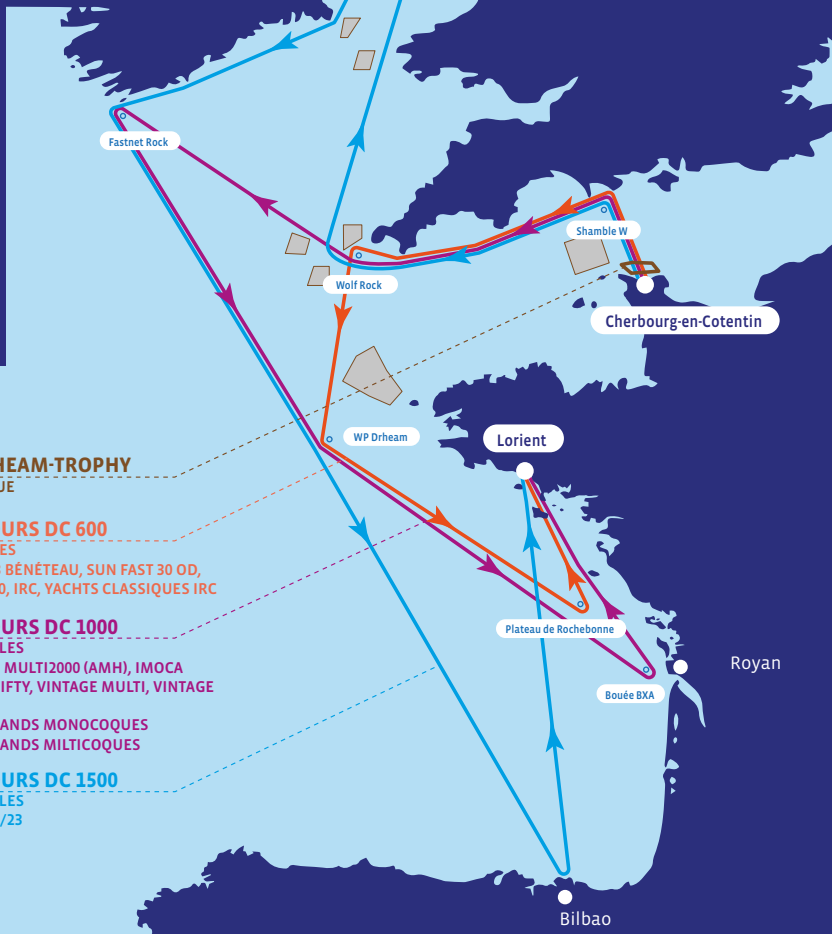 Fastnet Rock
Shamble W
Wolf Rock
Cherbourg-en-Cotentin
WP Drheam
Lorient
HEAM-TROPHY
UE
URS DC 600
ES
BÉNÉTEAU, SUN FAST 30 OD,
0, IRC, YACHTS CLASSIQUES IRC
URS DC 1000
LES
MULTI2000 (AMH), IMOCA
IFTY, VINTAGE MULTI, VINTAGE
ANDS MONOCOQUES
ANDS MILTICOQUES
URS DC 1500
LES
/23
Plateau de Rochebonne
Royan
Bouée BXA
Bilbao